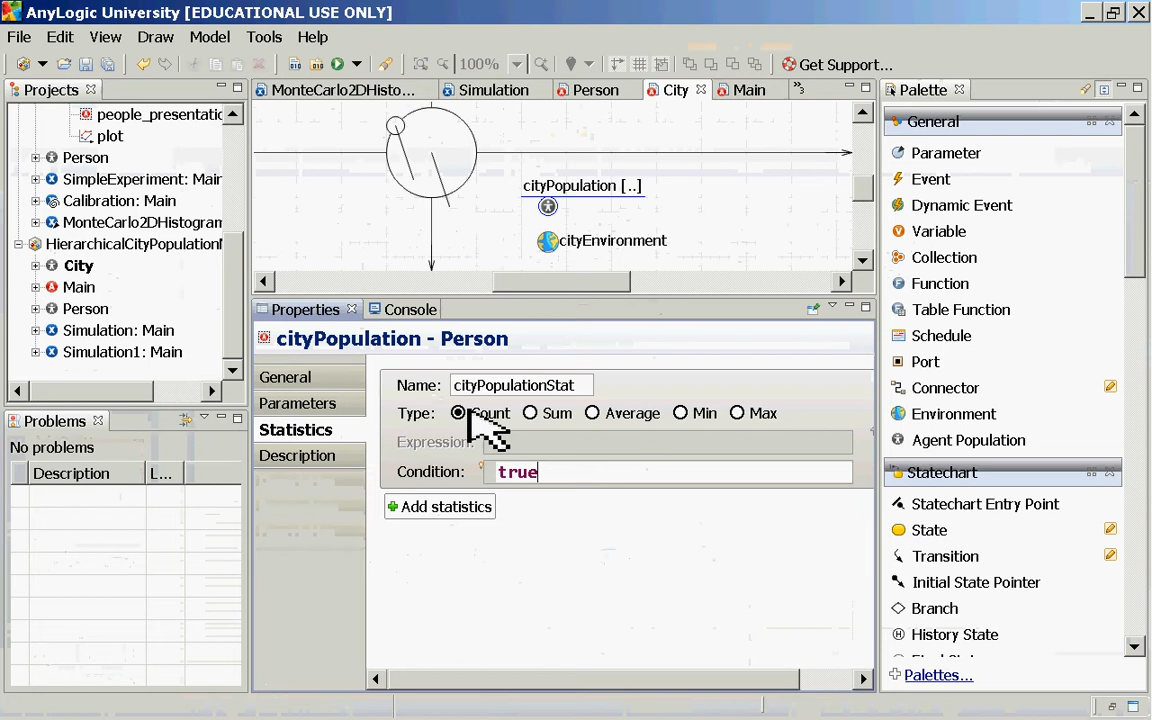 AnyLogic University [EDUCATIONAL USE ONLY]
File Edit View Draw Model Tools Help
100% Get Support...
Projects
people_presentatic
plot
Person
SimpleExperiment: Main
Calibration: Main
MonteCarlo2DHistogram
HierarchicalCityPopulationM
City
Main
Person
Simulation: Main
Simulation1: Main
Problems
No problems
Description L...
MonteCarlo2DHisto... Simulation Person City Main »3
cityPopulation [..]
cityEnvironment
Properties Console
cityPopulation - Person
General
Parameters
Statistics
Description
Name: cityPopulationStat
Type: Count Sum Average Min Max
Expression:
Condition: true
Add statistics
Palette
General
Parameter
Event
Dynamic Event
Variable
Collection
Function
Table Function
Schedule
Port
Connector
Environment
Agent Population
Statechart
Statechart Entry Point
State
Transition
Initial State Pointer
Branch
History State
Palettes...